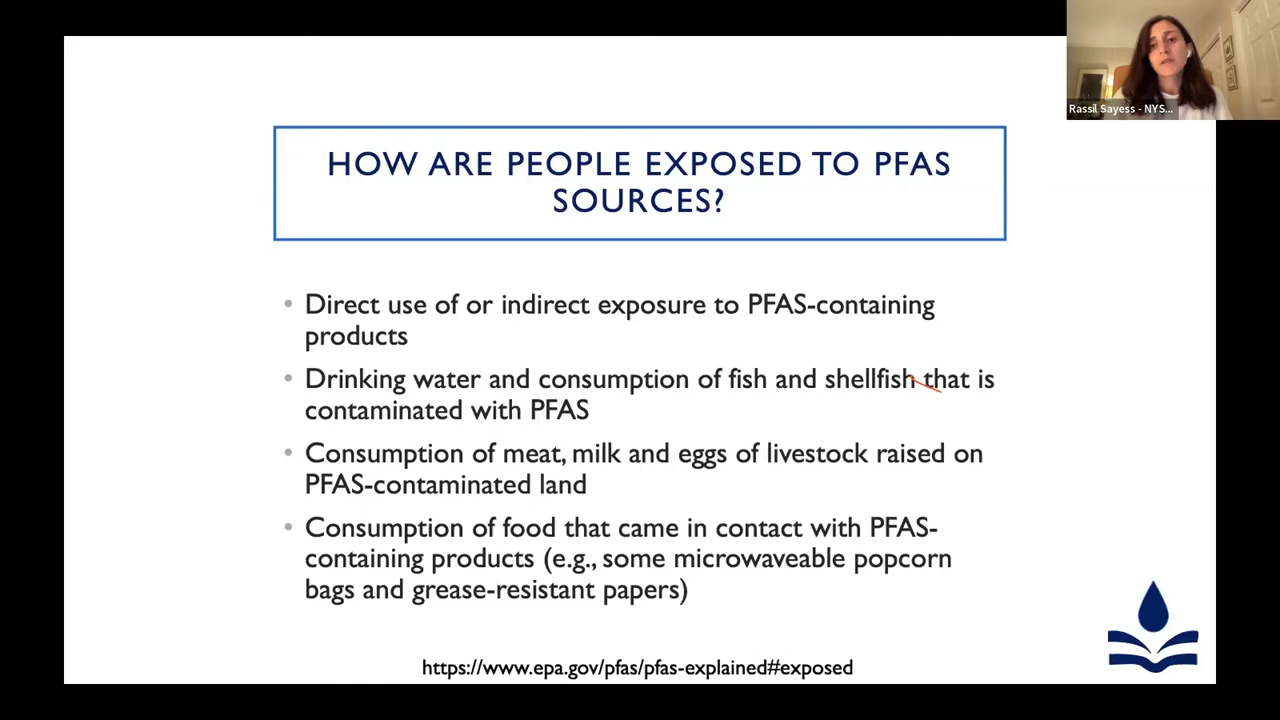 Rassil Sayess - NYS...
HOW ARE PEOPLE EXPOSED TO PFAS
SOURCES?
• Direct use of or indirect exposure to PFAS-containing
products
• Drinking water and consumption of fish and shellfish that is
contaminated with PFAS
• Consumption of meat, milk and eggs of livestock raised on
PFAS-contaminated land
• Consumption of food that came in contact with PFAS-
containing products (e.g., some microwaveable popcorn
bags and grease-resistant papers)
https://www.epa.gov/pfas/pfas-explained#exposed